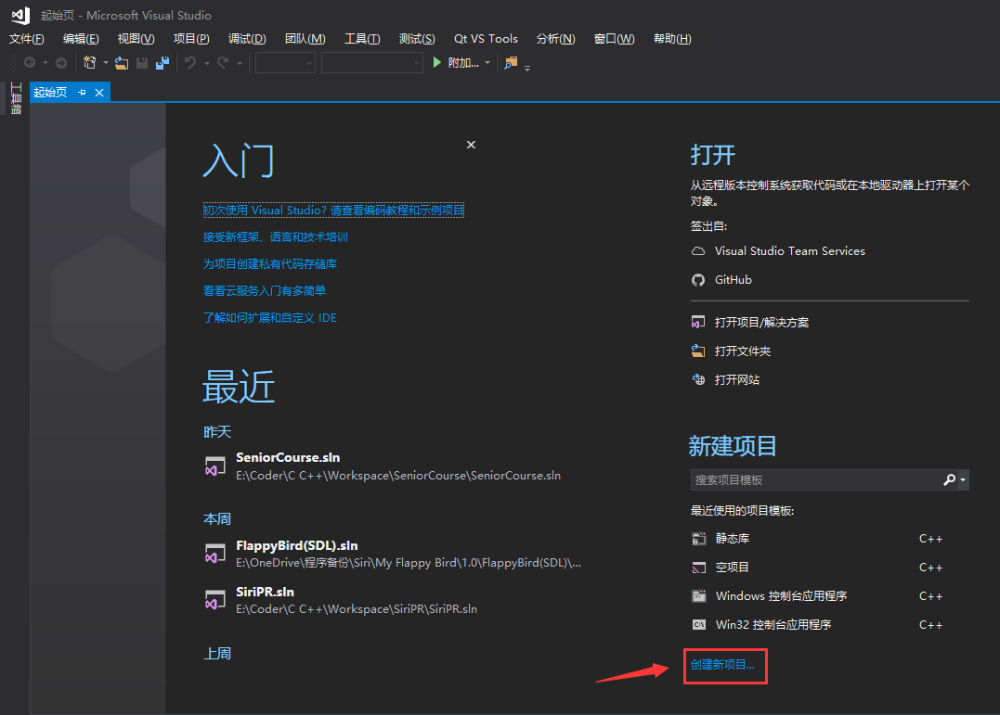 起始页 - Microsoft Visual Studio
文件(F) 编辑(E) 视图(V) 项目(P) 调试(D) 团队(M) 工具(T) 测试(S) Qt VS Tools 分析(N) 窗口(W) 帮助(H)
附加...
工具箱
起始页
入门
初次使用 Visual Studio? 请查看编码教程和示例项目
接受新框架、语言和技术培训
为项目创建私有代码存储库
看看云服务入门有多简单
了解如何扩展和自定义 IDE
最近
昨天
SeniorCourse.sln
E:\Coder\C C++\Workspace\SeniorCourse\SeniorCourse.sln
本周
FlappyBird(SDL).sln
E:\OneDrive\程序备份\Siri\My Flappy Bird\1.0\FlappyBird(SDL)\...
SiriPR.sln
E:\Coder\C C++\Workspace\SiriPR\SiriPR.sln
上周
打开
从远程版本控制系统获取代码或在本地驱动器上打开某个
对象。
签出自:
Visual Studio Team Services
GitHub
打开项目/解决方案
打开文件夹
打开网站
新建项目
搜索项目模板
最近使用的项目模板:
静态库 C++
空项目 C++
Windows 控制台应用程序 C++
Win32 控制台应用程序 C++
创建新项目...